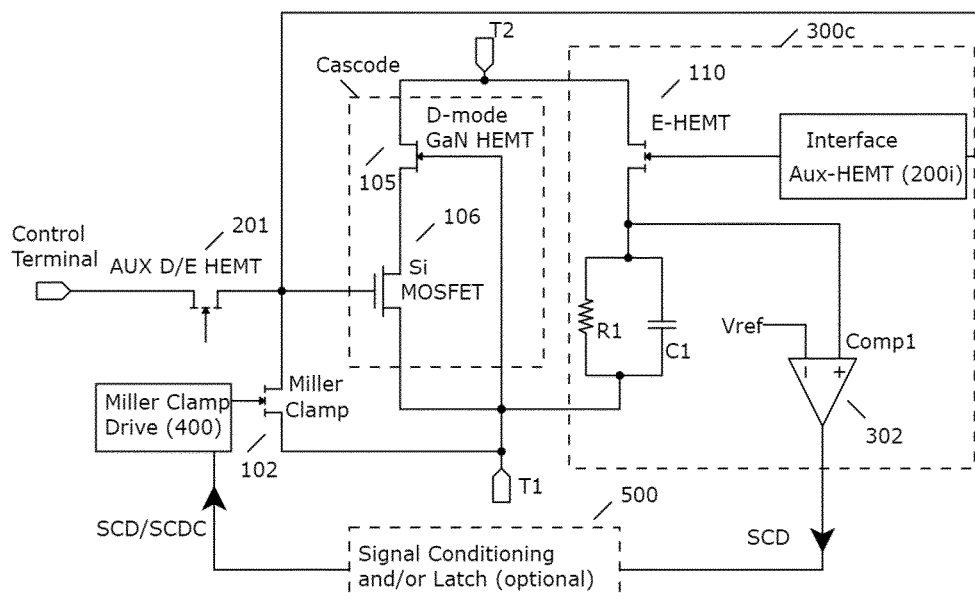 T2
300c
Cascode
110
D-mode
GaN HEMT
E-HEMT
Interface
Aux-HEMT (200i)
105
106
201
Control
Terminal
AUX D/E HEMT
Si
MOSFET
R1
C1
Vref
Comp1
Miller
Clamp
Miller Clamp
Drive (400)
302
102
T1
500
SCD/SCDC
SCD
Signal Conditioning
and/or Latch (optional)